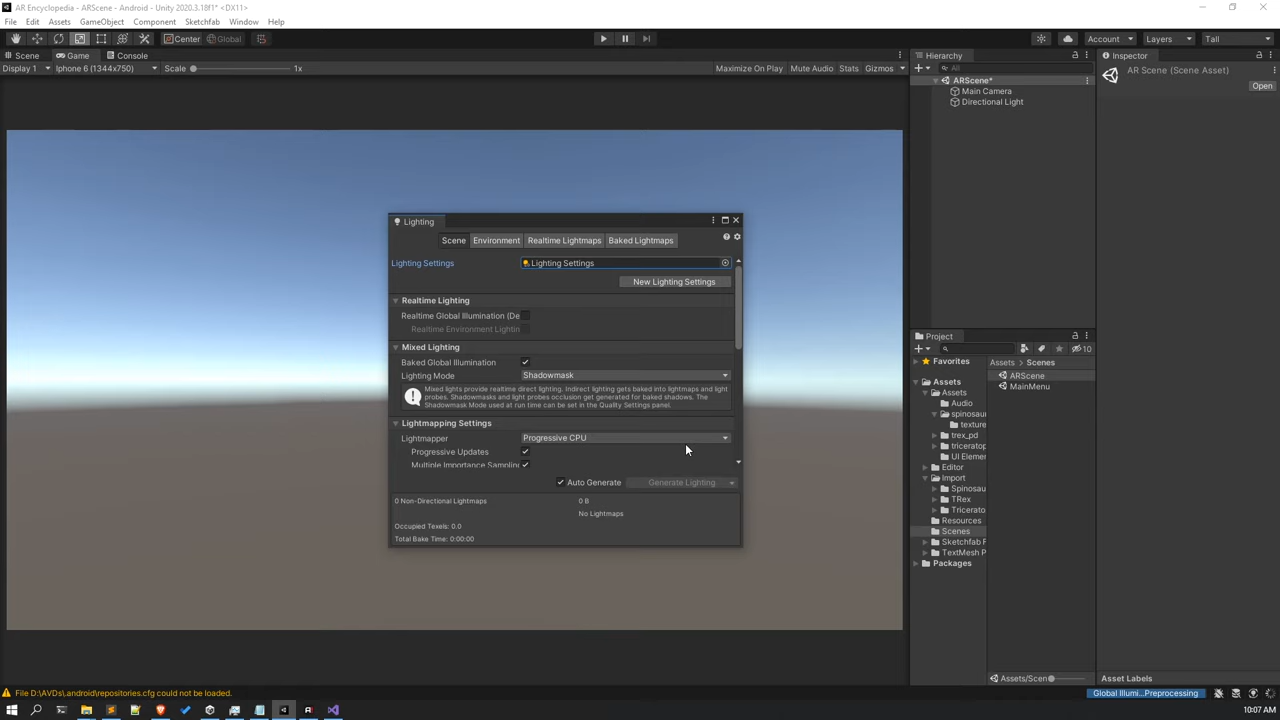 AR Encyclopedia - ARScene - Android - Unity 2020.3.18f1* <DX11>
File Edit Assets GameObject Component Sketchfab Window Help
Center Global Account Layers Tall
Scene Game Console Hierarchy Inspector
Display 1 Iphone 6 (1344x750) Scale 1x Maximize On Play Mute Audio Stats Gizmos All
AR Scene (Scene Asset)
Open
ARScene*
Main Camera
Directional Light
Lighting
Scene Environment Realtime Lightmaps Baked Lightmaps
Lighting Settings Lighting Settings
New Lighting Settings
Realtime Lighting
Realtime Global Illumination (De
Realtime Environment Lightin
Mixed Lighting
Baked Global Illumination
Lighting Mode Shadowmask
Mixed lights provide realtime direct lighting. Indirect lighting gets baked into lightmaps and light
probes. Shadowmasks and light probes occlusion get generated for baked shadows. The
Shadowmask Mode used at run time can be set in the Quality Settings panel.
Lightmapping Settings
Lightmapper Progressive CPU
Progressive Updates
Multiple Importance Sampling
Auto Generate Generate Lighting
0 Non-Directional Lightmaps 0 B
No Lightmaps
Occupied Texels: 0.0
Total Bake Time: 0:00:00
Project
10
Favorites
Assets
Assets
Audio
spinosau
texture
trex_pd
triceratop
UI Elemer
Editor
Import
Spinosau
TRex
Tricerato
Resources
Scenes
Sketchfab F
TextMesh P
Packages
Assets Scenes
ARScene
MainMenu
Assets/Scen
Asset Labels
File D:\AVDs\.android\repositories.cfg could not be loaded.
Global Illumi...Preprocessing
10:07 AM